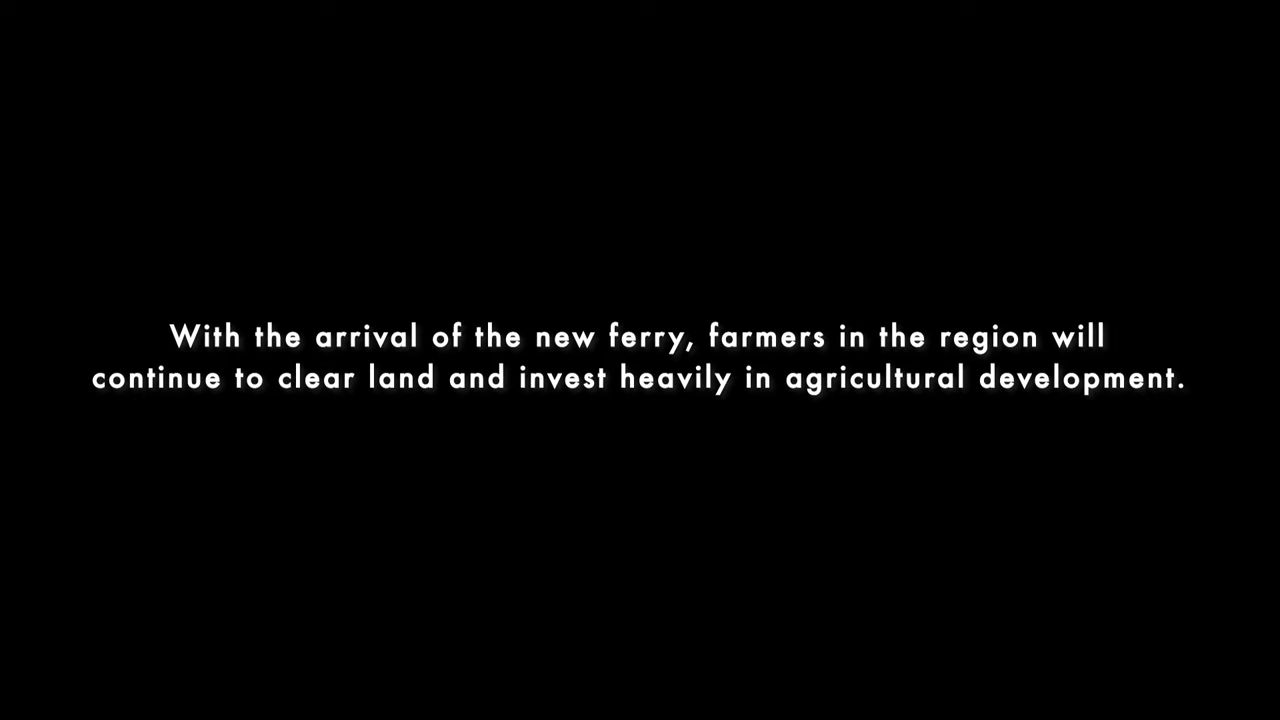 With the arrival of the new ferry, farmers in the region will
continue to clear land and invest heavily in agricultural development.